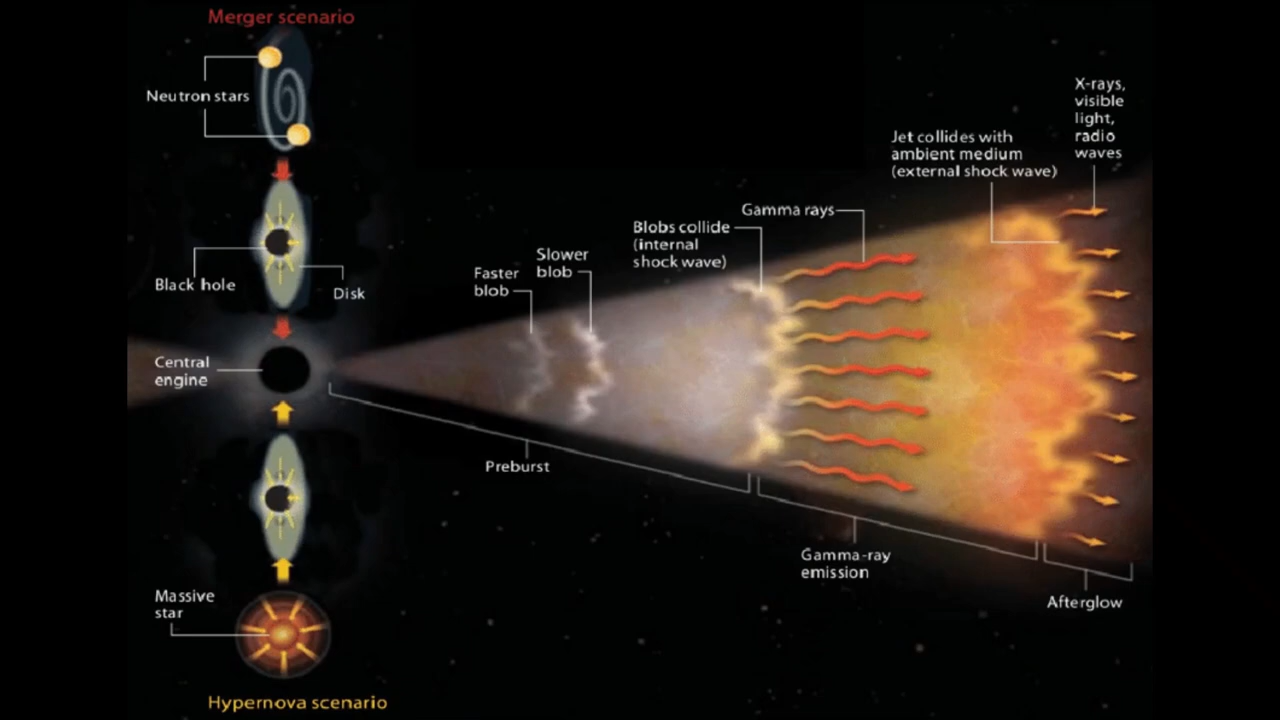 Merger scenario
Neutron stars
Black hole
Disk
Central
engine
Massive
star
Hypernova scenario
Faster
blob
Slower
blob
Preburst
Blobs collide
(internal
shock wave)
Gamma rays
Gamma-ray
emission
Jet collides with
ambient medium
(external shock wave)
X-rays,
visible
light,
radio
waves
Afterglow